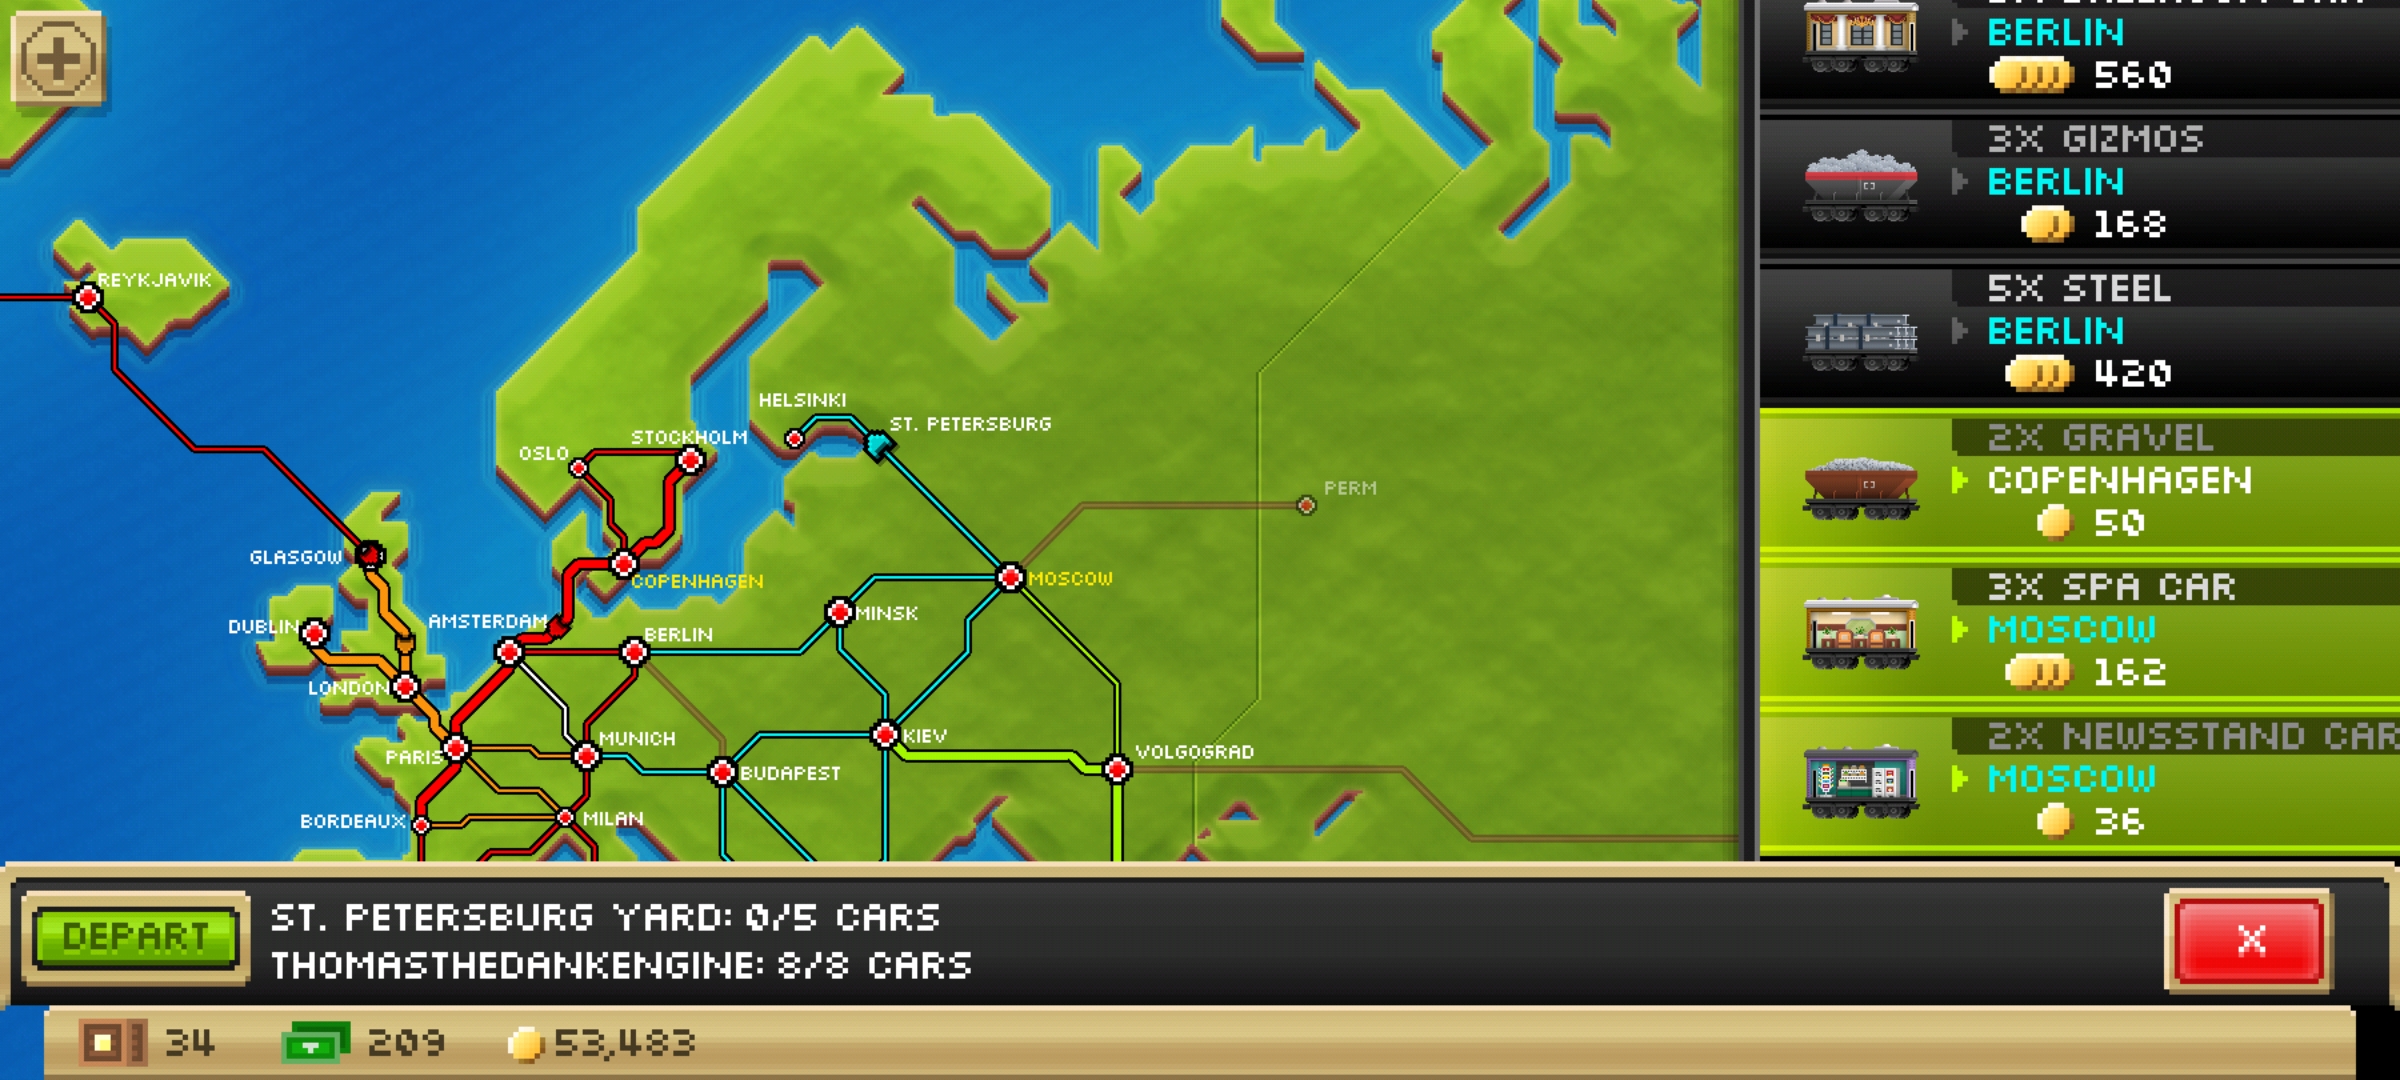 BERLIN
560
3X GIZMOS
BERLIN
168
5X STEEL
BERLIN
420
2X GRAVEL
COPENHAGEN
50
3X SPA CAR
MOSCOW
162
2X NEWSSTAND CAR
MOSCOW
36
REYKJAVIK
HELSINKI
ST. PETERSBURG
STOCKHOLM
OSLO
PERM
GLASGOW
COPENHAGEN
MOSCOW
DUBLIN
AMSTERDAM
MINSK
BERLIN
LONDON
PARIS
MUNICH
KIEV
VOLGOGRAD
BUDAPEST
BORDEAUX
MILAN
DEPART
ST. PETERSBURG YARD: 0/5 CARS
THOMASTHEDANKENGINE: 8/8 CARS
X
34
209
53,483